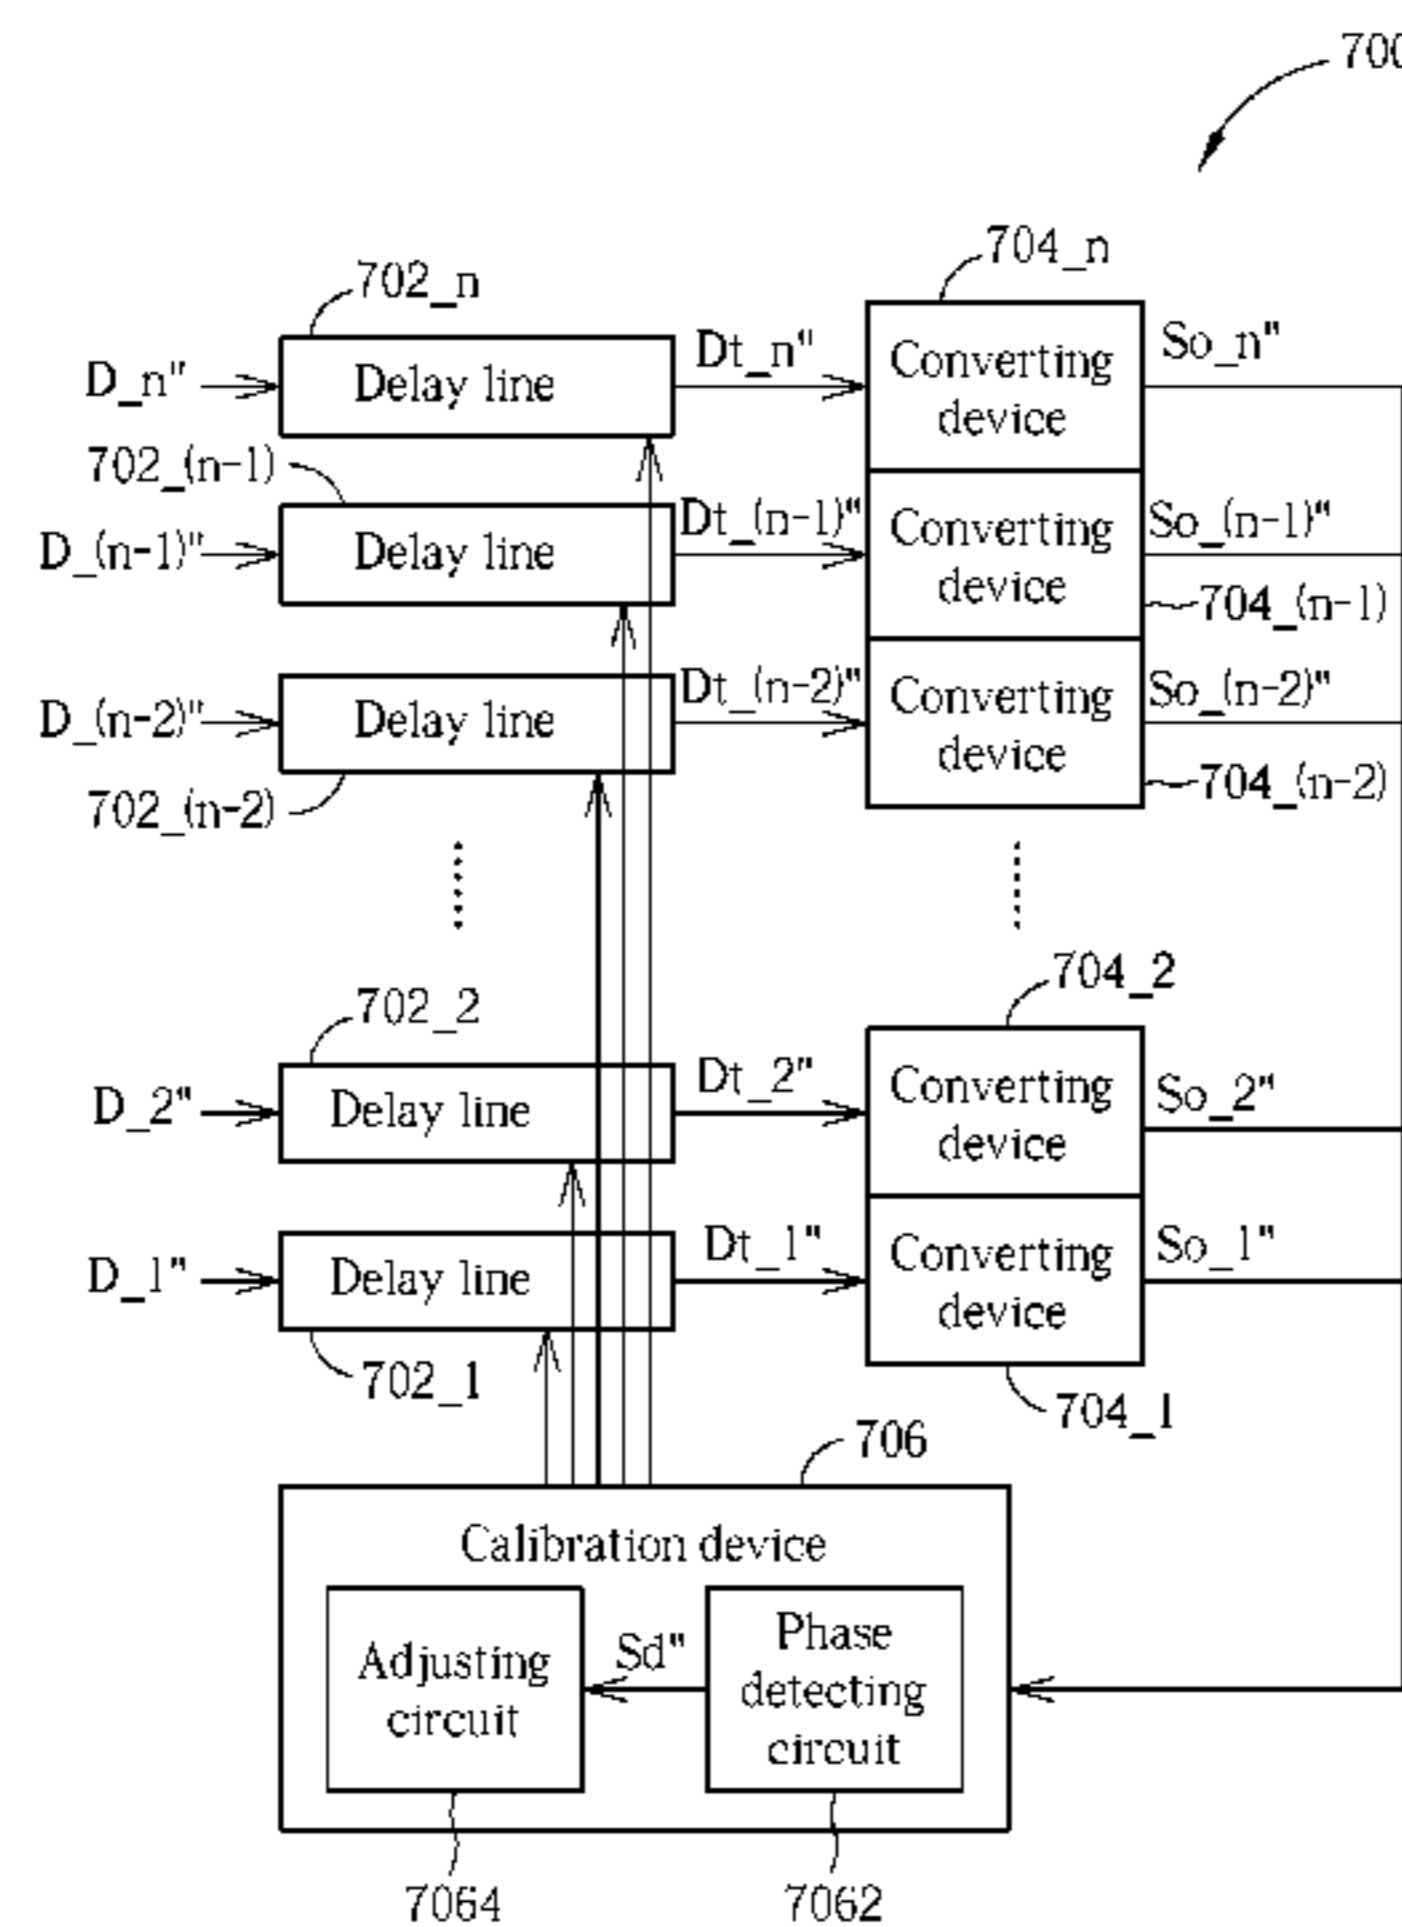 700
704_n
702_n
D_n"
Delay line
Dt_n"
Converting
device
So_n"
702_(n-1)
D_(n-1)"
Delay line
Dt_(n-1)"
Converting
device
So_(n-1)"
704_(n-1)
D_(n-2)"
Delay line
Dt_(n-2)"
Converting
device
So_(n-2)"
704_(n-2)
702_(n-2)
704_2
702_2
D_2"
Delay line
Dt_2"
Converting
device
So_2"
D_1"
Delay line
Dt_1"
Converting
device
So_1"
702_1
704_1
706
Calibration device
Adjusting
circuit
Sd"
Phase
detecting
circuit
7064
7062